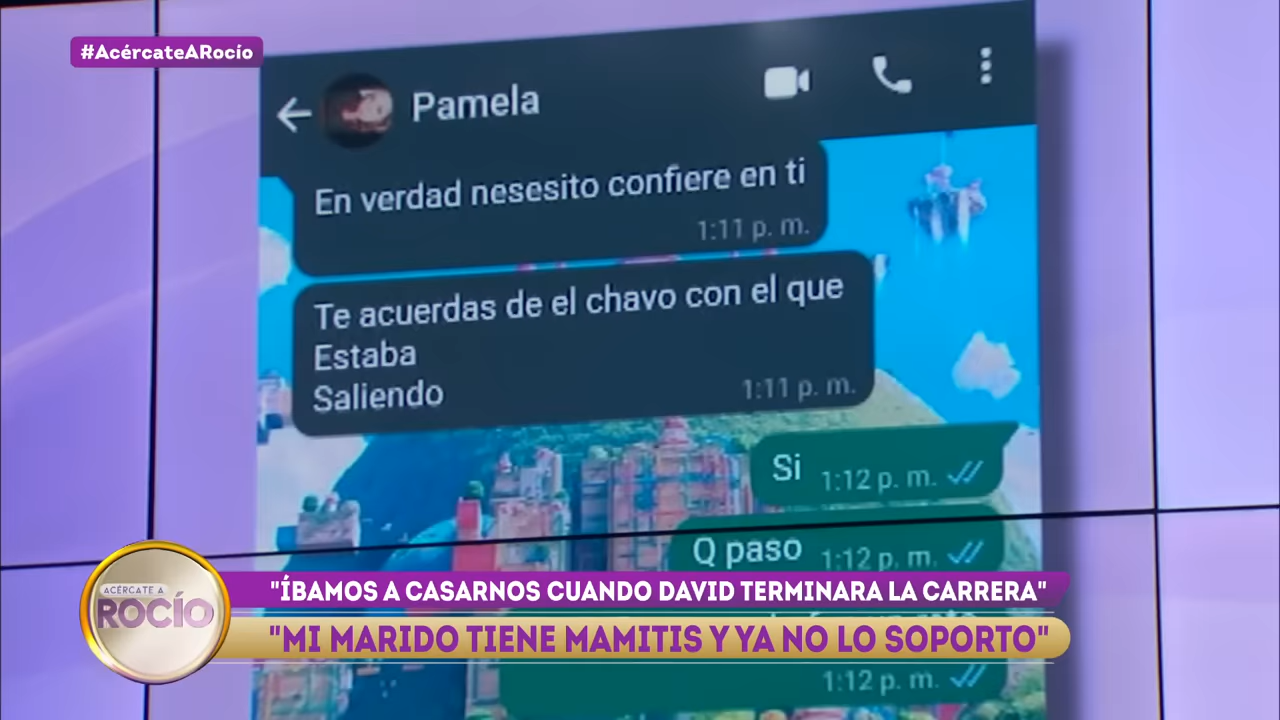 #AcércateARocío
Pamela
En verdad nesesito confiere en ti
1:11 p. m.
Te acuerdas de el chavo con el que
Estaba
Saliendo
1:11 p. m.
Si
1:12 p. m.
Q paso
1:12 p. m.
ACÉRCATE A
ROCÍO
"ÍBAMOS A CASARNOS CUANDO DAVID TERMINARA LA CARRERA"
"MI MARIDO TIENE MAMITIS Y YA NO LO SOPORTO"
1:12 p. m.